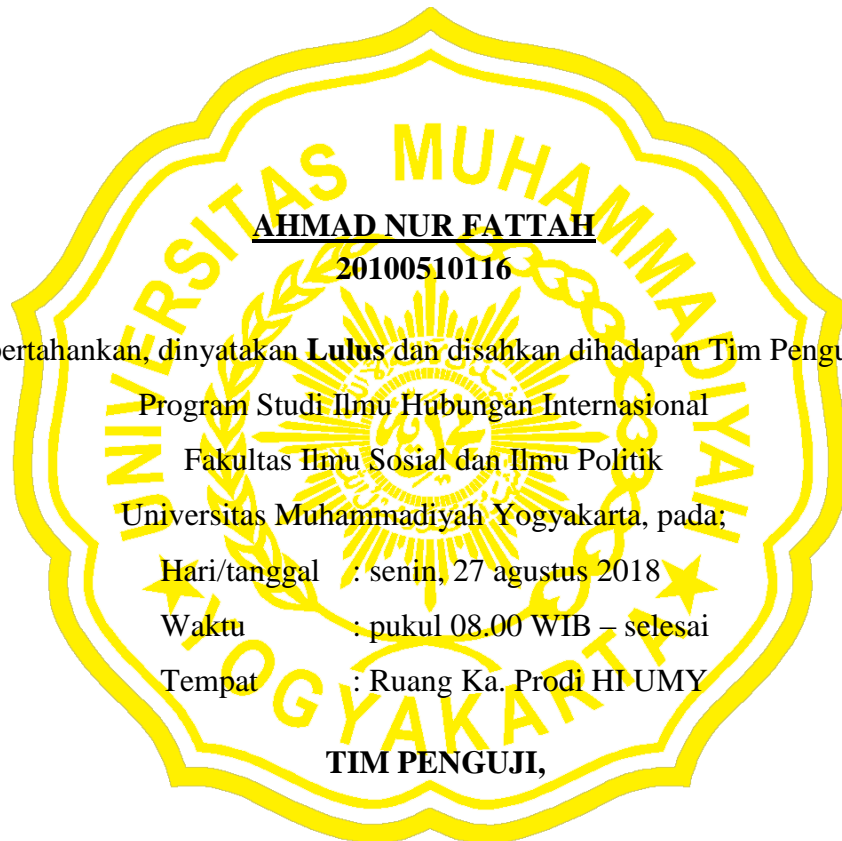 UNIVERSITAS MUHAMMADIYAH
YOGYAKARTA
AHMAD NUR FATTAH
20100510116
pertahankan, dinyatakan Lulus dan disahkan dihadapan Tim Pengu
Program Studi Ilmu Hubungan Internasional
Fakultas Ilmu Sosial dan Ilmu Politik
Universitas Muhammadiyah Yogyakarta, pada;
Hari/tanggal : senin, 27 agustus 2018
Waktu : pukul 08.00 WIB – selesai
Tempat : Ruang Ka. Prodi HI UMY
TIM PENGUJI,